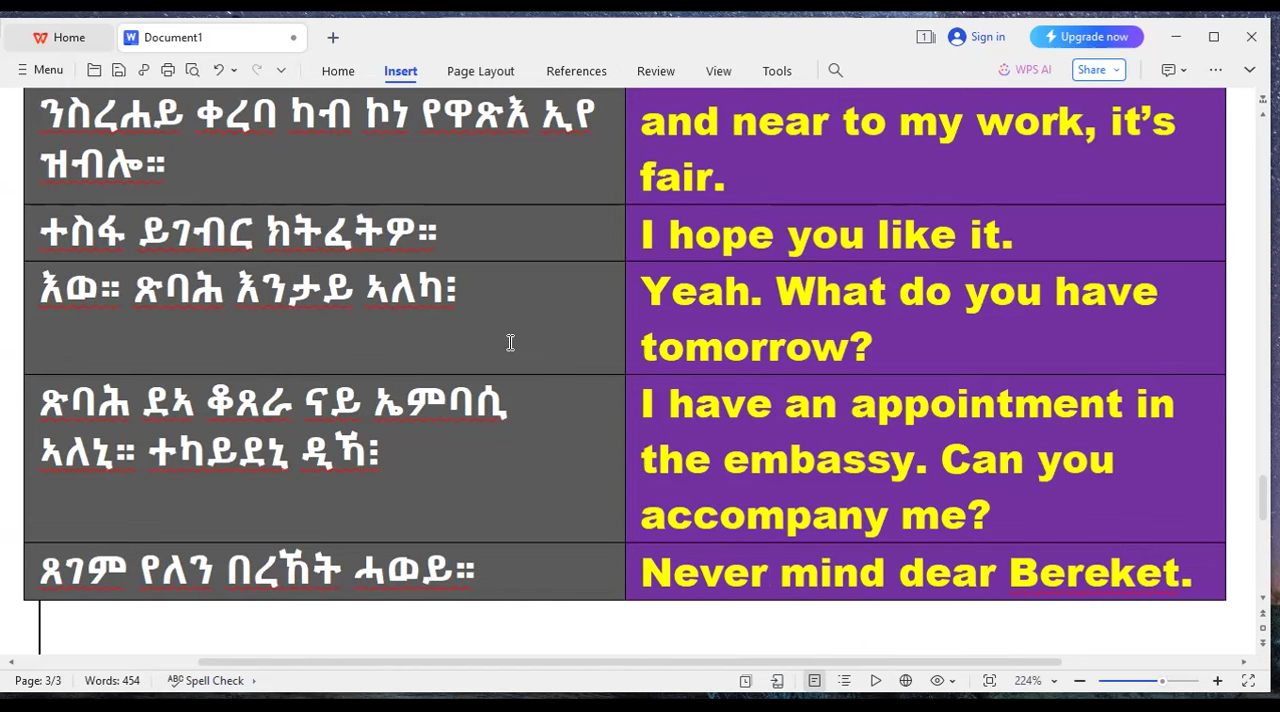 Home
Document1
Sign in
Upgrade now
Menu
Home
Insert
Page Layout
References
Review
View
Tools
WPS AI
Share
ንስረሐይ ቀረባ ካብ ኮነ የዋጽእ ኢዩ
ዝብሎ።
and near to my work, it’s
fair.
ተስፋ ይገብር ክትፈትዎ።
I hope you like it.
እወ። ጽባሕ እንታይ ኣለካ፧
Yeah. What do you have
tomorrow?
ጽባሕ ደኣ ቆጸራ ናይ ኤምባሲ
ኣለኒ። ተካይደኒ ዲኻ፧
I have an appointment in
the embassy. Can you
accompany me?
ጸገም የለን በረኸት ሓወይ።
Never mind dear Bereket.
Page: 3/3
Words: 454
Spell Check
224%